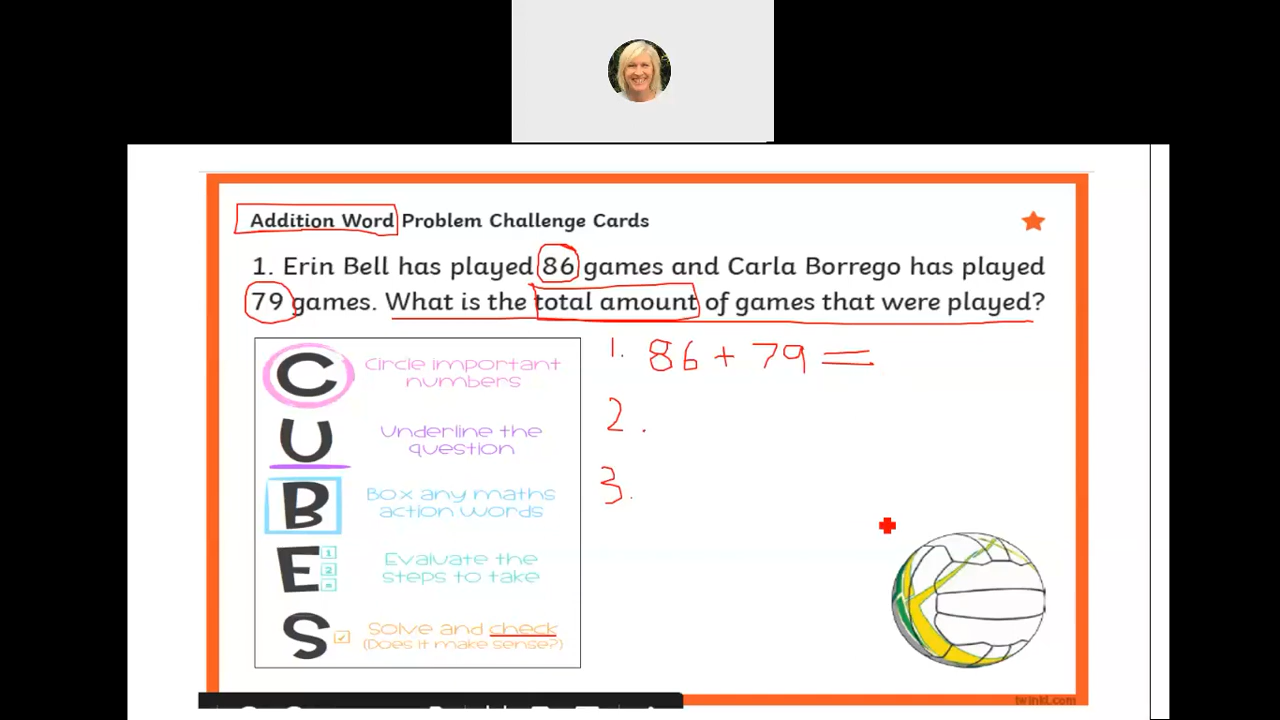 Addition Word Problem Challenge Cards
1. Erin Bell has played 86 games and Carla Borrego has played
79 games. What is the total amount of games that were played?
C Circle important
numbers
U Underline the
question
B Box any maths
action words
E 1 2 = Evaluate the
steps to take
S Solve and check
(Does it make sense?)
1. 86 + 79 =
2.
3.
twinkl.com